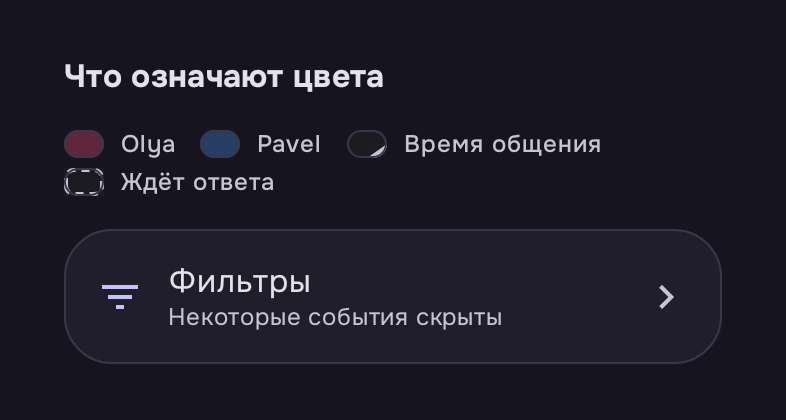 Что означают цвета
Olya Pavel Время общения
Ждёт ответа
Фильтры
Некоторые события скрыты